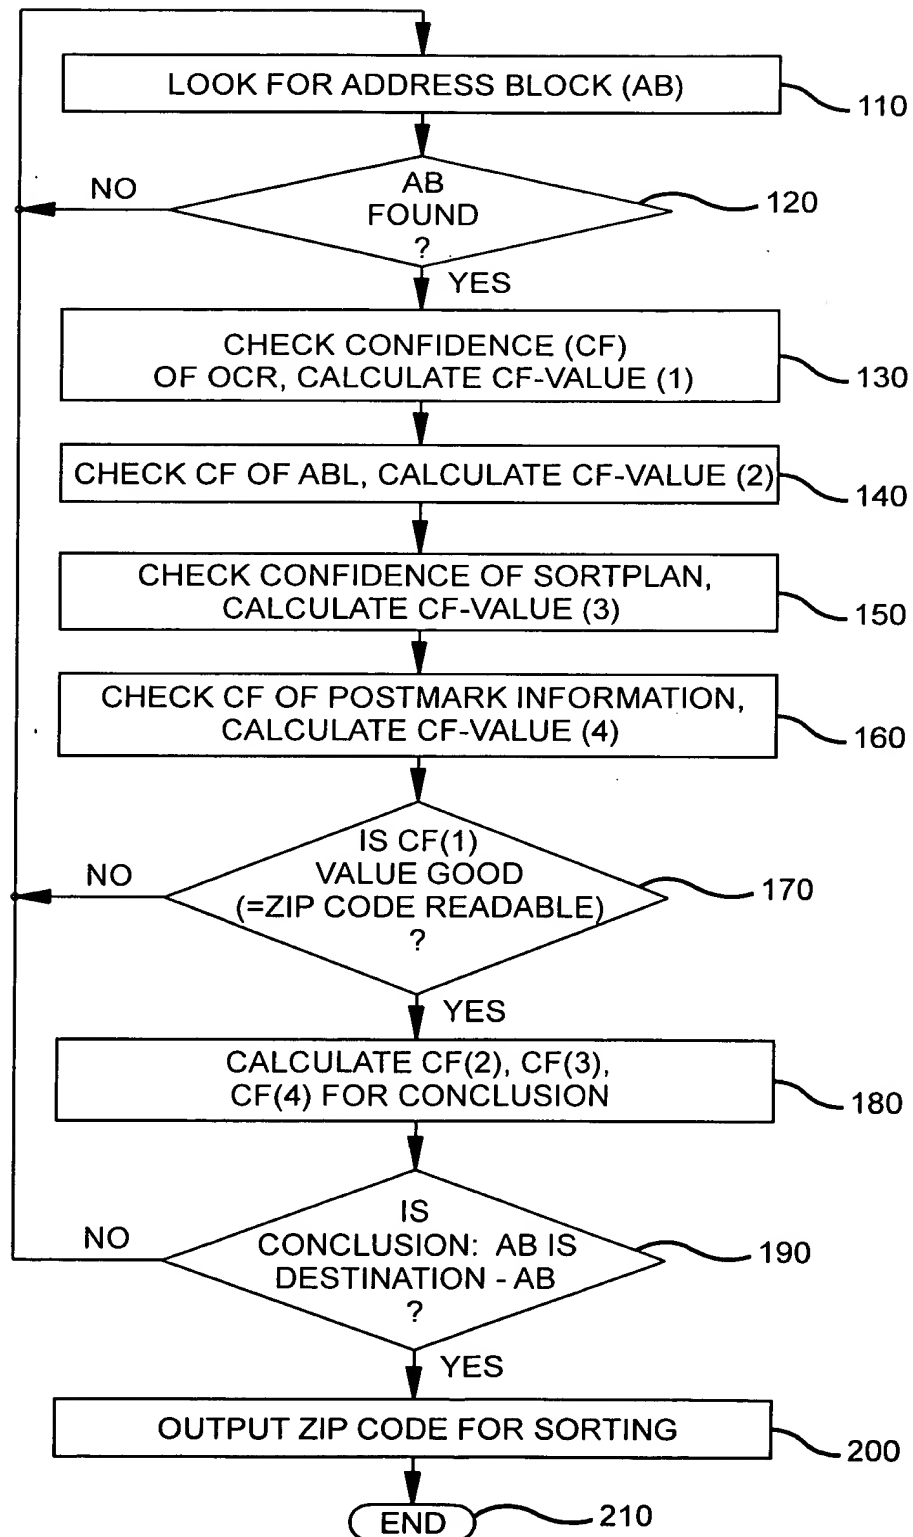 LOOK FOR ADDRESS BLOCK (AB)
110
NO
AB
FOUND
?
120
YES
CHECK CONFIDENCE (CF)
OF OCR, CALCULATE CF-VALUE (1)
130
CHECK CF OF ABL, CALCULATE CF-VALUE (2)
140
CHECK CONFIDENCE OF SORTPLAN,
CALCULATE CF-VALUE (3)
150
CHECK CF OF POSTMARK INFORMATION,
CALCULATE CF-VALUE (4)
160
NO
IS CF(1)
VALUE GOOD
(=ZIP CODE READABLE)
?
170
YES
CALCULATE CF(2), CF(3),
CF(4) FOR CONCLUSION
180
NO
IS
CONCLUSION: AB IS
DESTINATION - AB
?
190
YES
OUTPUT ZIP CODE FOR SORTING
200
END
210